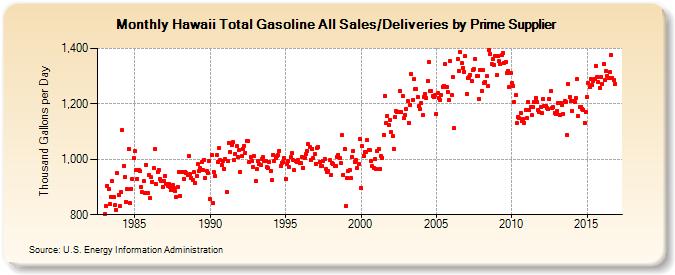 Monthly Hawaii Total Gasoline All Sales/Deliveries by Prime Supplier
Thousand Gallons per Day
1,400
1,200
1,000
800
1985 1990 1995 2000 2005 2010 2015
Source: U.S. Energy Information Administration